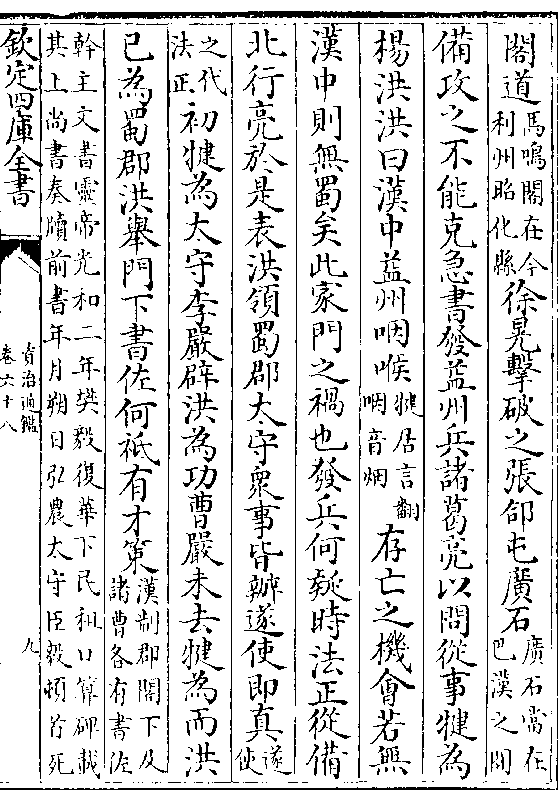 閣道馬鳴閣在今利州昭化縣徐晃擊破之張郃屯廣石廣石當在巴漢之間
備攻之不能克急書發益州兵諸葛亮以問從事犍為
楊洪洪曰漢中益州咽喉犍居言翻咽音烟存亡之機會若無
漢中則無蜀矣此家門之禍也發兵何疑時法正從備
北行亮於是表洪領蜀郡太守衆事皆辦遂使即真遂使
之代法正初犍為太守李嚴辟洪為功曹嚴未去犍為而洪
已為蜀郡洪舉門下書佐何祗有才策漢制郡閣下及諸曹各有書佐
幹主文書靈帝光和二年樊毅復華下民租口算碑載
其上尚書奏牘前書年月朔日弘農太守臣毅頓首死
欽定四庫全書
資治通鑑
卷六十八
九